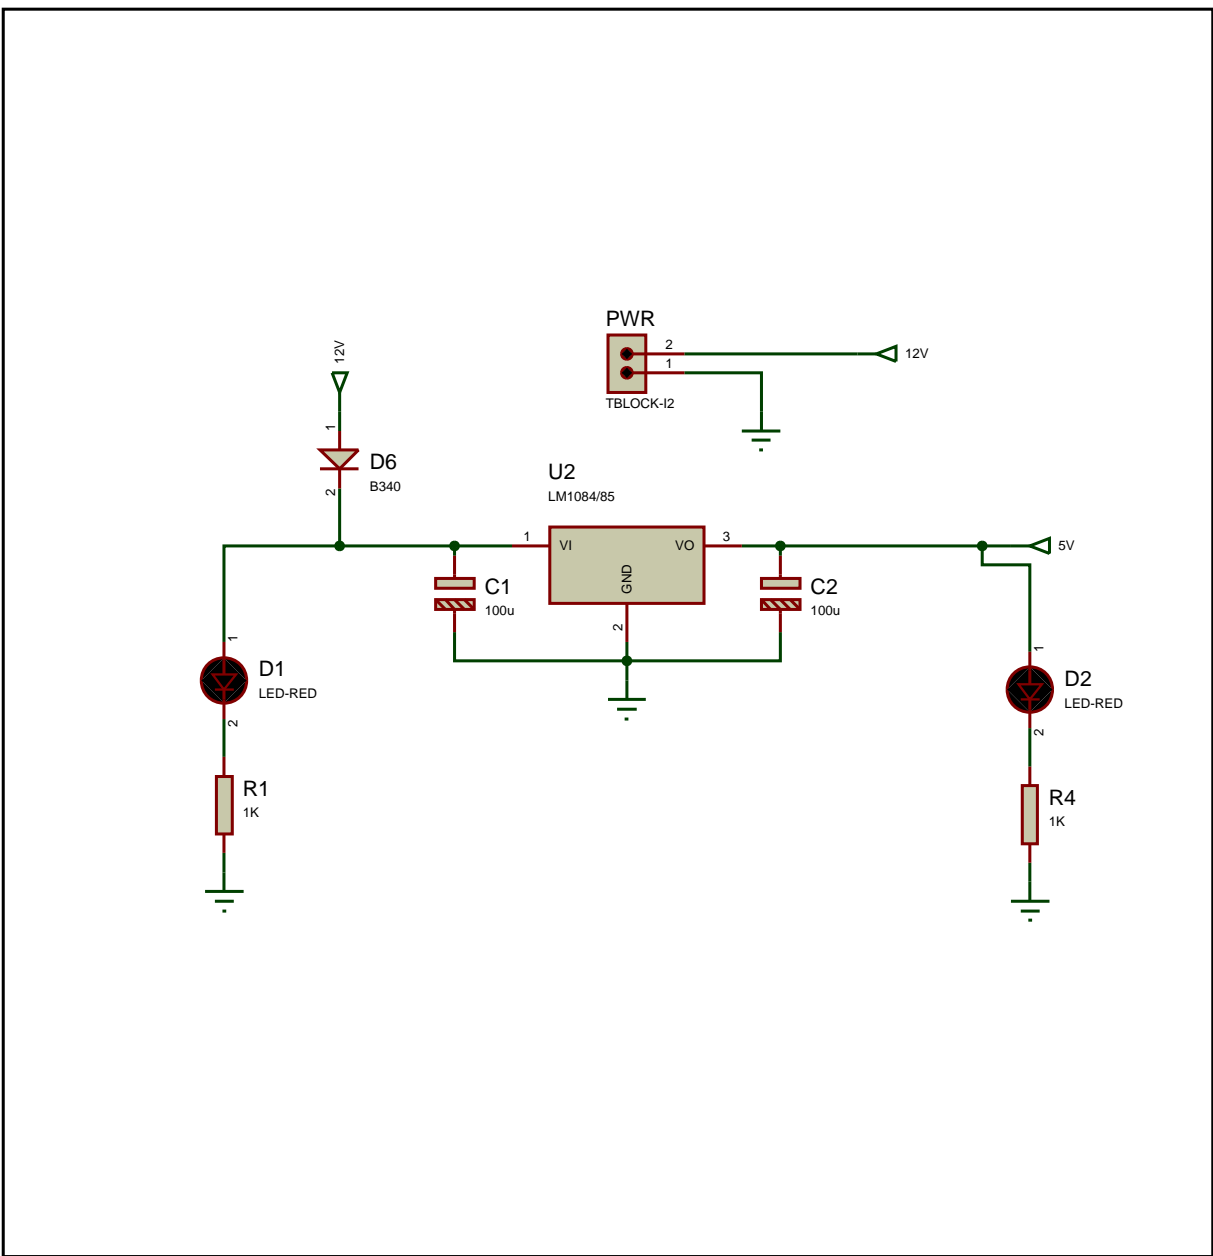 PWR
2
12V
1
TBLOCK-I2
12V
1
D6
B340
2
U2
LM1084/85
1
VI
VO
3
5V
GND
2
C1
100u
C2
100u
1
D1
LED-RED
2
1
D2
LED-RED
2
R1
1K
R4
1K